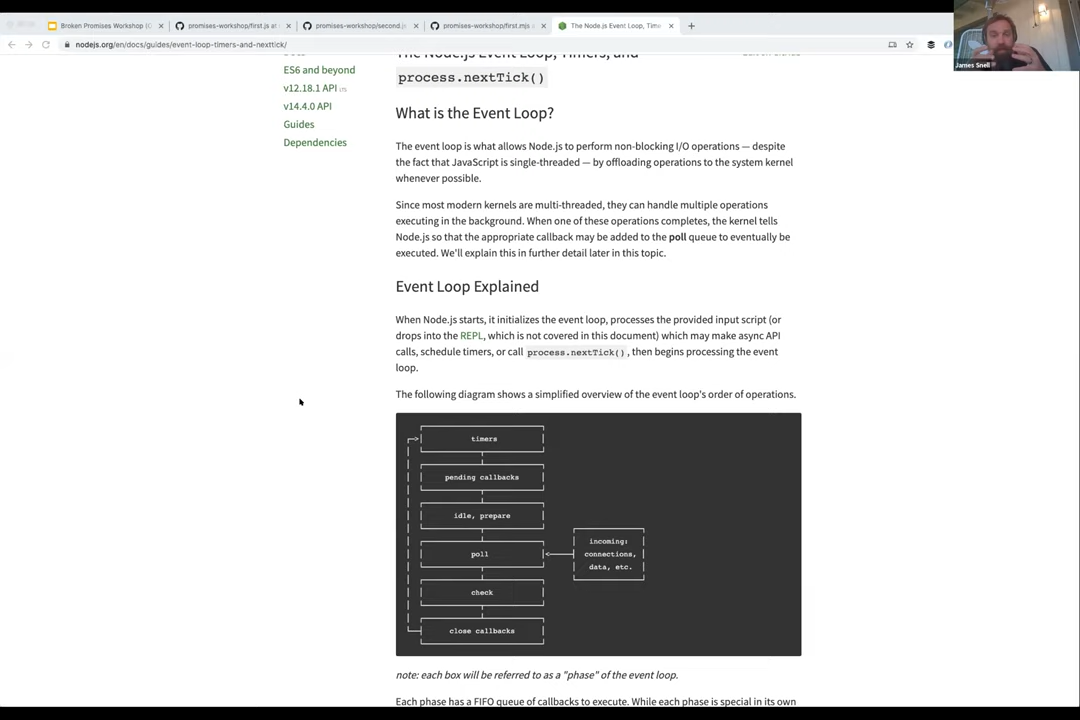 Broken Promises Workshop (O
promises-workshop/first.js at
promises-workshop/second.j
promises-workshop/first.mjs a
The Node.js Event Loop, Time
nodejs.org/en/docs/guides/event-loop-timers-and-nexttick/
James Snell
ES6 and beyond
v12.18.1 API LTS
v14.4.0 API
Guides
Dependencies
The Node.js Event Loop, Timers, and
process.nextTick()
What is the Event Loop?
The event loop is what allows Node.js to perform non-blocking I/O operations — despite
the fact that JavaScript is single-threaded — by offloading operations to the system kernel
whenever possible.
Since most modern kernels are multi-threaded, they can handle multiple operations
executing in the background. When one of these operations completes, the kernel tells
Node.js so that the appropriate callback may be added to the poll queue to eventually be
executed. We'll explain this in further detail later in this topic.
Event Loop Explained
When Node.js starts, it initializes the event loop, processes the provided input script (or
drops into the REPL, which is not covered in this document) which may make async API
calls, schedule timers, or call process.nextTick(), then begins processing the event
loop.
The following diagram shows a simplified overview of the event loop's order of operations.
timers
pending callbacks
idle, prepare
poll
incoming:
connections,
data, etc.
check
close callbacks
note: each box will be referred to as a "phase" of the event loop.
Each phase has a FIFO queue of callbacks to execute. While each phase is special in its own